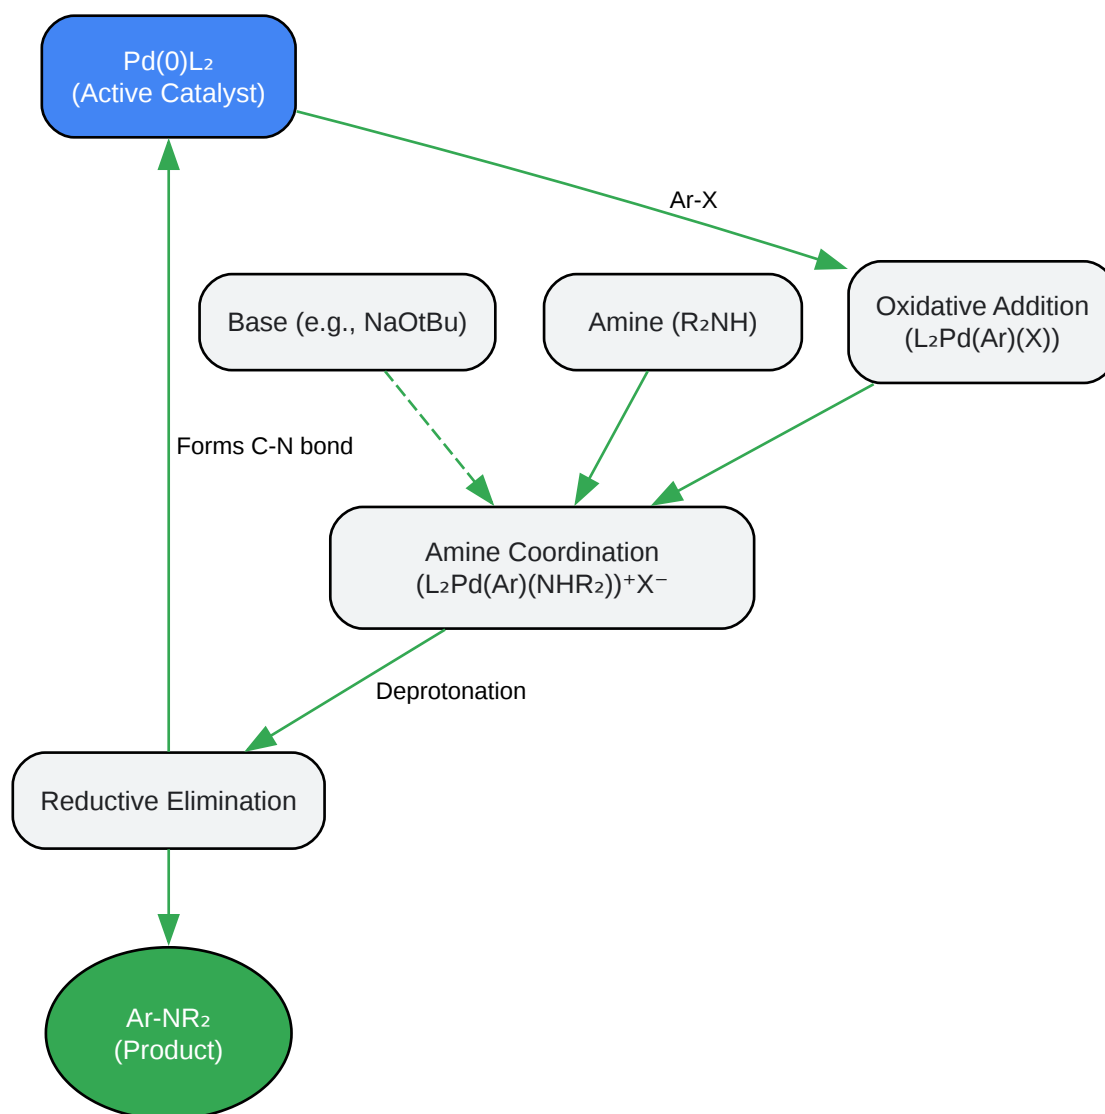 Pd(0)L₂
(Active Catalyst)
Ar-X
Base (e.g., NaOtBu)
Amine (R₂NH)
Oxidative Addition
(L₂Pd(Ar)(X))
Forms C-N bond
Amine Coordination
(L₂Pd(Ar)(NHR₂))⁺X⁻
Deprotonation
Reductive Elimination
Ar-NR₂
(Product)